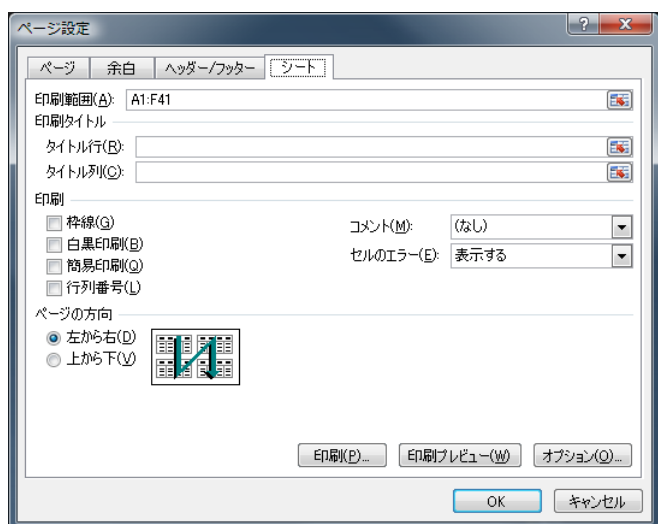 ページ設定
ページ 余白 ヘッダー/フッター シート
印刷範囲(A): A1:F41
印刷タイトル
タイトル行(R):
タイトル列(C):
印刷
枠線(G) コメント(M): (なし)
白黒印刷(B) セルのエラー(E): 表示する
簡易印刷(Q)
行列番号(L)
ページの方向
左から右(D)
上から下(V)
印刷(P)... 印刷プレビュー(W) オプション(O)...
OK キャンセル